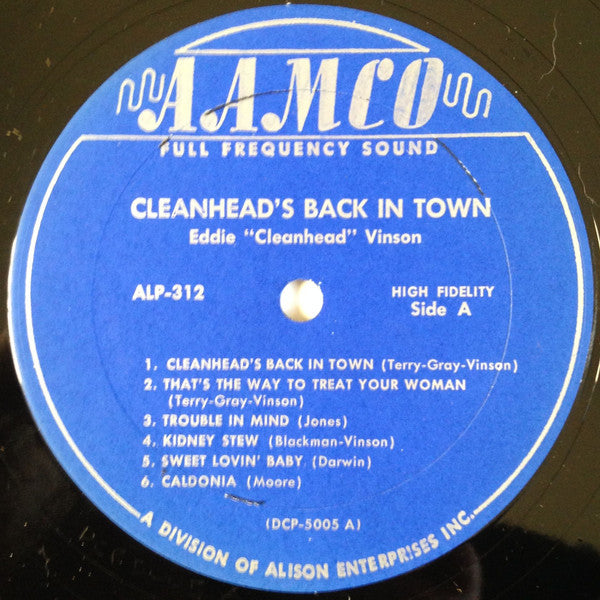 AAMCO
FULL FREQUENCY SOUND
CLEANHEAD'S BACK IN TOWN
Eddie "Cleanhead" Vinson
ALP-312
HIGH FIDELITY
Side A
1. CLEANHEAD'S BACK IN TOWN (Terry-Gray-Vinson)
2. THAT'S THE WAY TO TREAT YOUR WOMAN
(Terry-Gray-Vinson)
3. TROUBLE IN MIND (Jones)
4. KIDNEY STEW (Blackman-Vinson)
5. SWEET LOVIN' BABY (Darwin)
6. CALDONIA (Moore)
(DCP-5005 A)
A DIVISION OF ALISON ENTERPRISES INC.